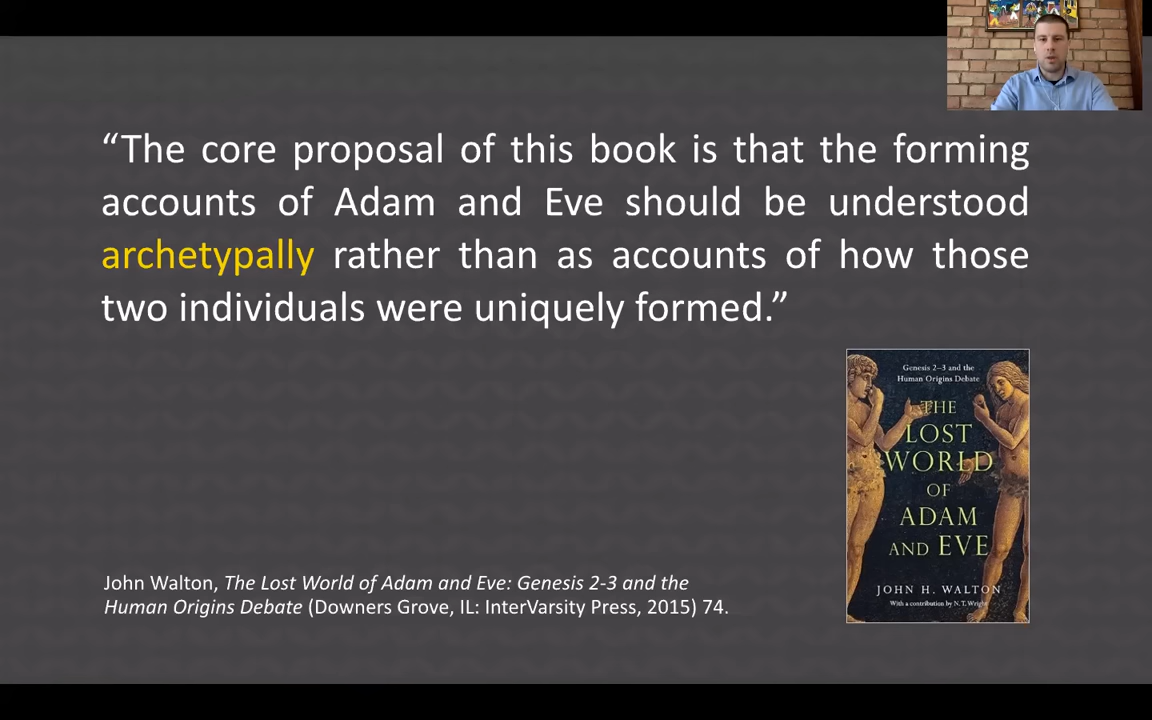 “The core proposal of this book is that the forming
accounts of Adam and Eve should be understood
archetypally rather than as accounts of how those
two individuals were uniquely formed.”
Genesis 2–3 and the
Human Origins Debate
THE
LOST
WORLD
OF
ADAM
AND EVE
JOHN H. WALTON
With a contribution by N. T. Wright
John Walton, The Lost World of Adam and Eve: Genesis 2-3 and the
Human Origins Debate (Downers Grove, IL: InterVarsity Press, 2015) 74.